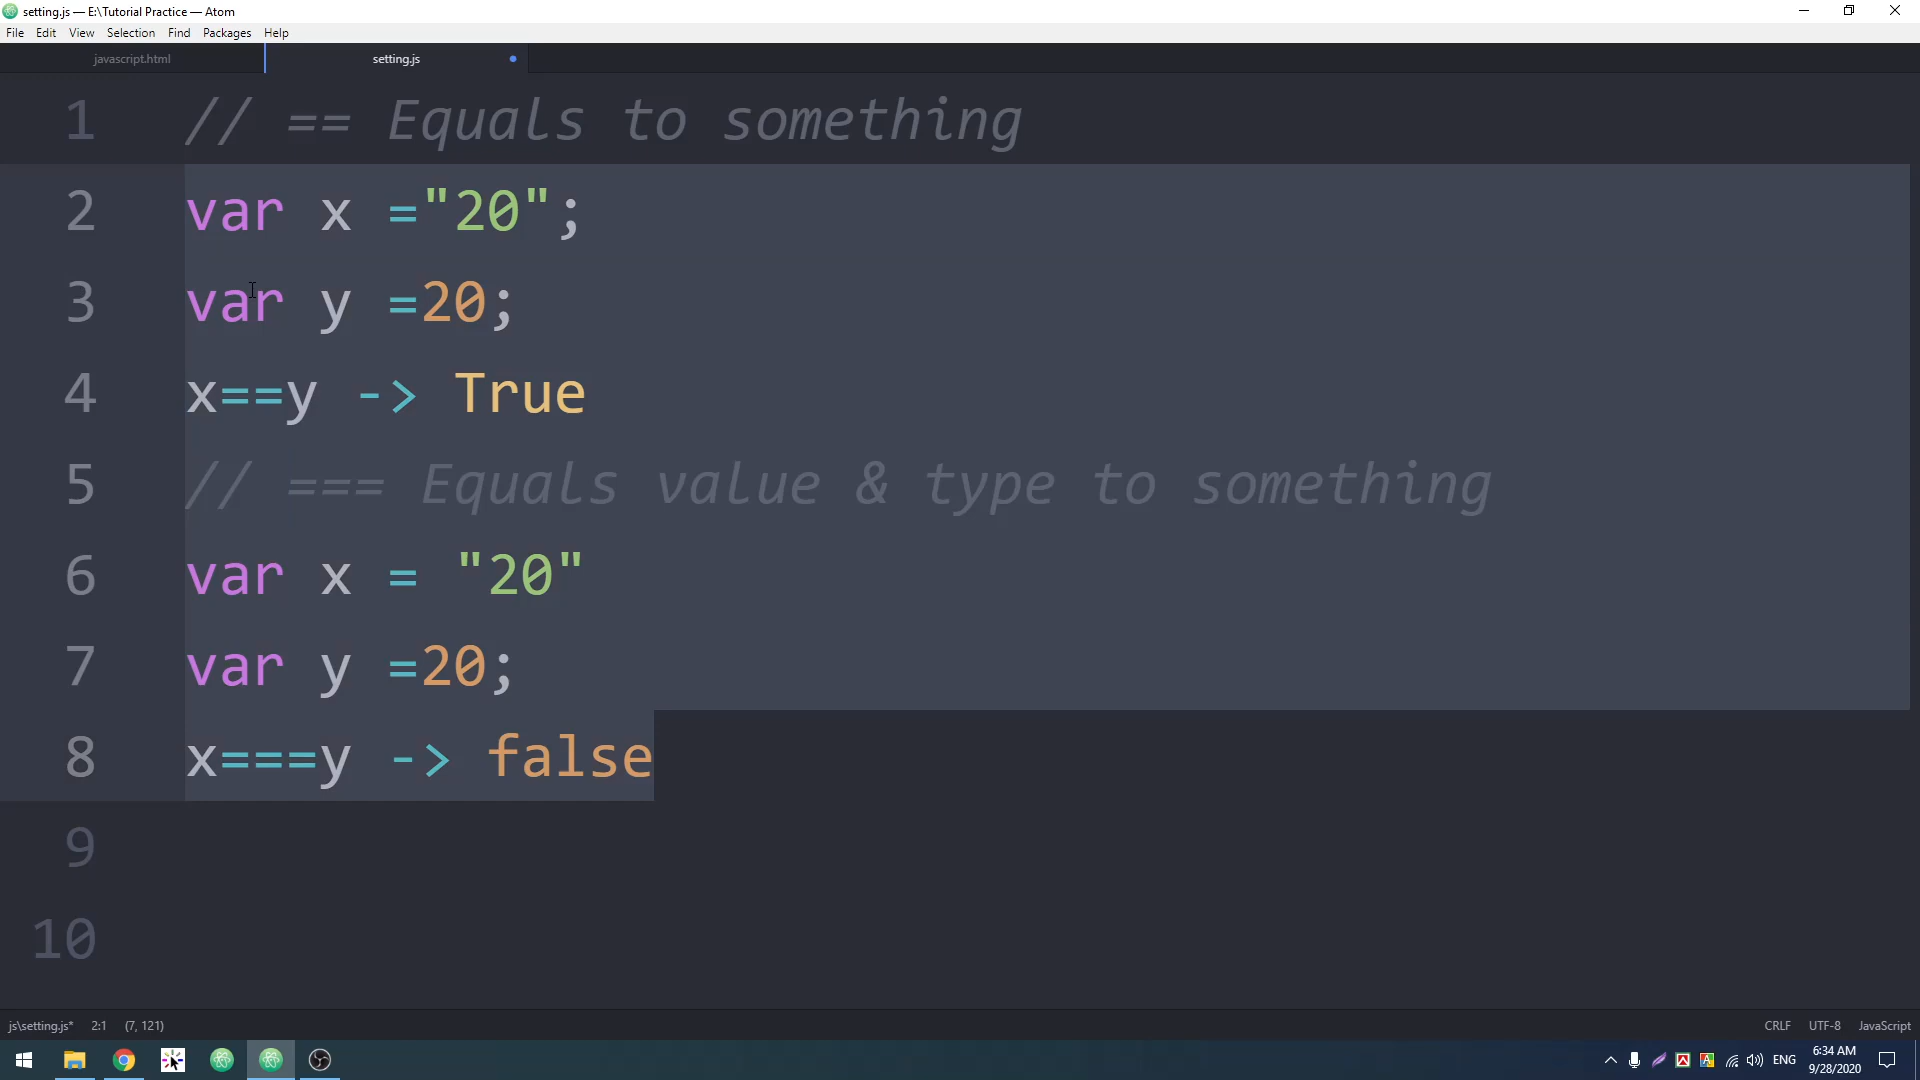 setting.js — E:\Tutorial Practice — Atom
File Edit View Selection Find Packages Help
javascript.html
setting.js
1 // == Equals to something
2 var x ="20";
3 var y =20;
4 x==y -> True
5 // === Equals value & type to something
6 var x = "20"
7 var y =20;
8 x===y -> false
9
10
js\setting.js* 2:1 (7, 121)
CRLF UTF-8 JavaScript
ENG
6:34 AM
9/28/2020